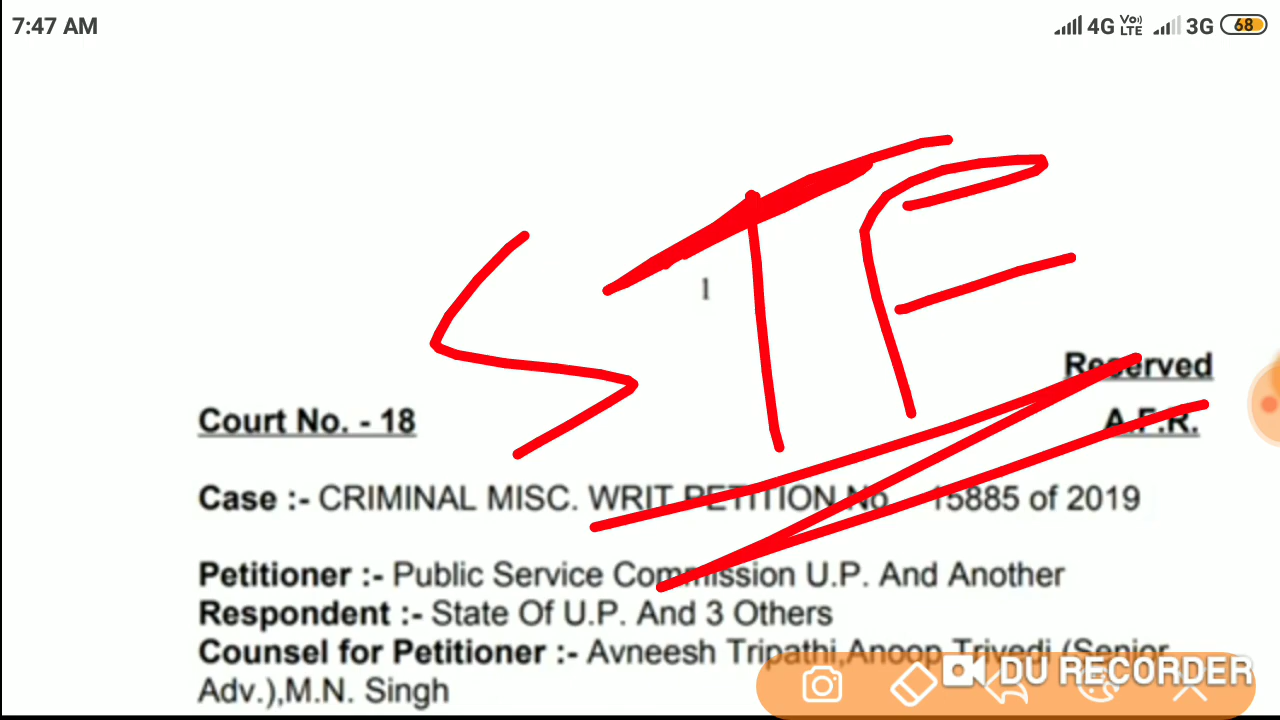 7:47 AM 4G Vo) LTE 3G 68
STF
1
Reserved
Court No. - 18 A.F.R.
Case :- CRIMINAL MISC. WRIT PETITION No. - 15885 of 2019
Petitioner :- Public Service Commission U.P. And Another
Respondent :- State Of U.P. And 3 Others
Counsel for Petitioner :- Avneesh Tripathi,Anoop Trivedi (Senior
Adv.),M.N. Singh
DU RECORDER